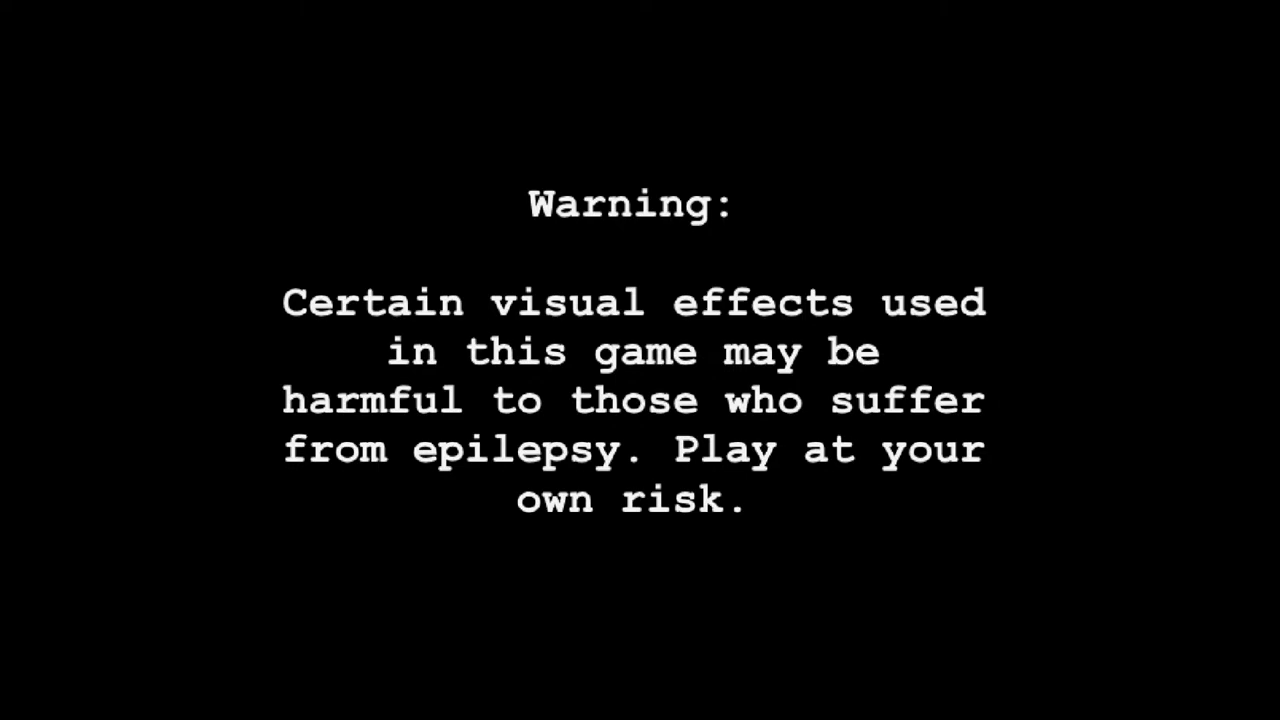 Warning:
Certain visual effects used
in this game may be
harmful to those who suffer
from epilepsy. Play at your
own risk.